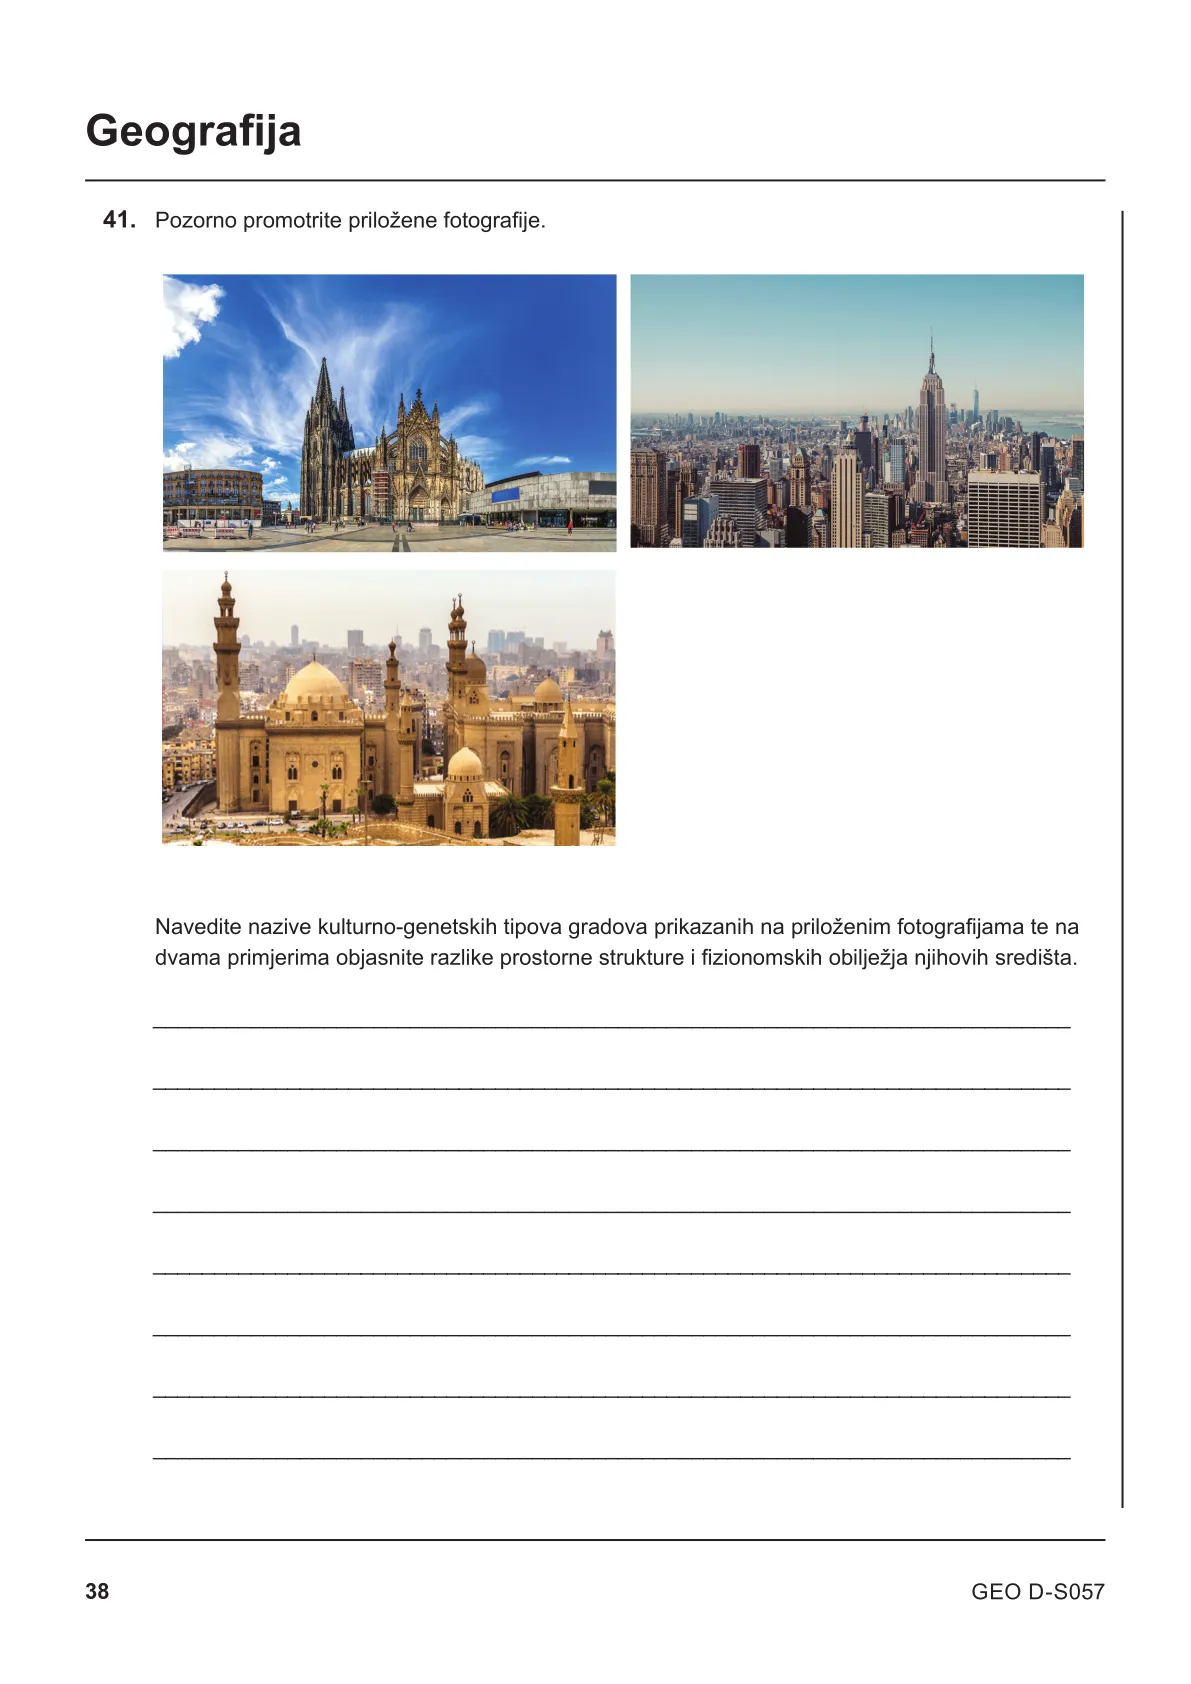 Geografija
41. Pozorno promotrite priložene fotografije.
Navedite nazive kulturno-genetskih tipova gradova prikazanih na priloženim fotografijama te na
dvama primjerima objasnite razlike prostorne strukture i fizionomskih obilježja njihovih središta.
38
GEO D-S057